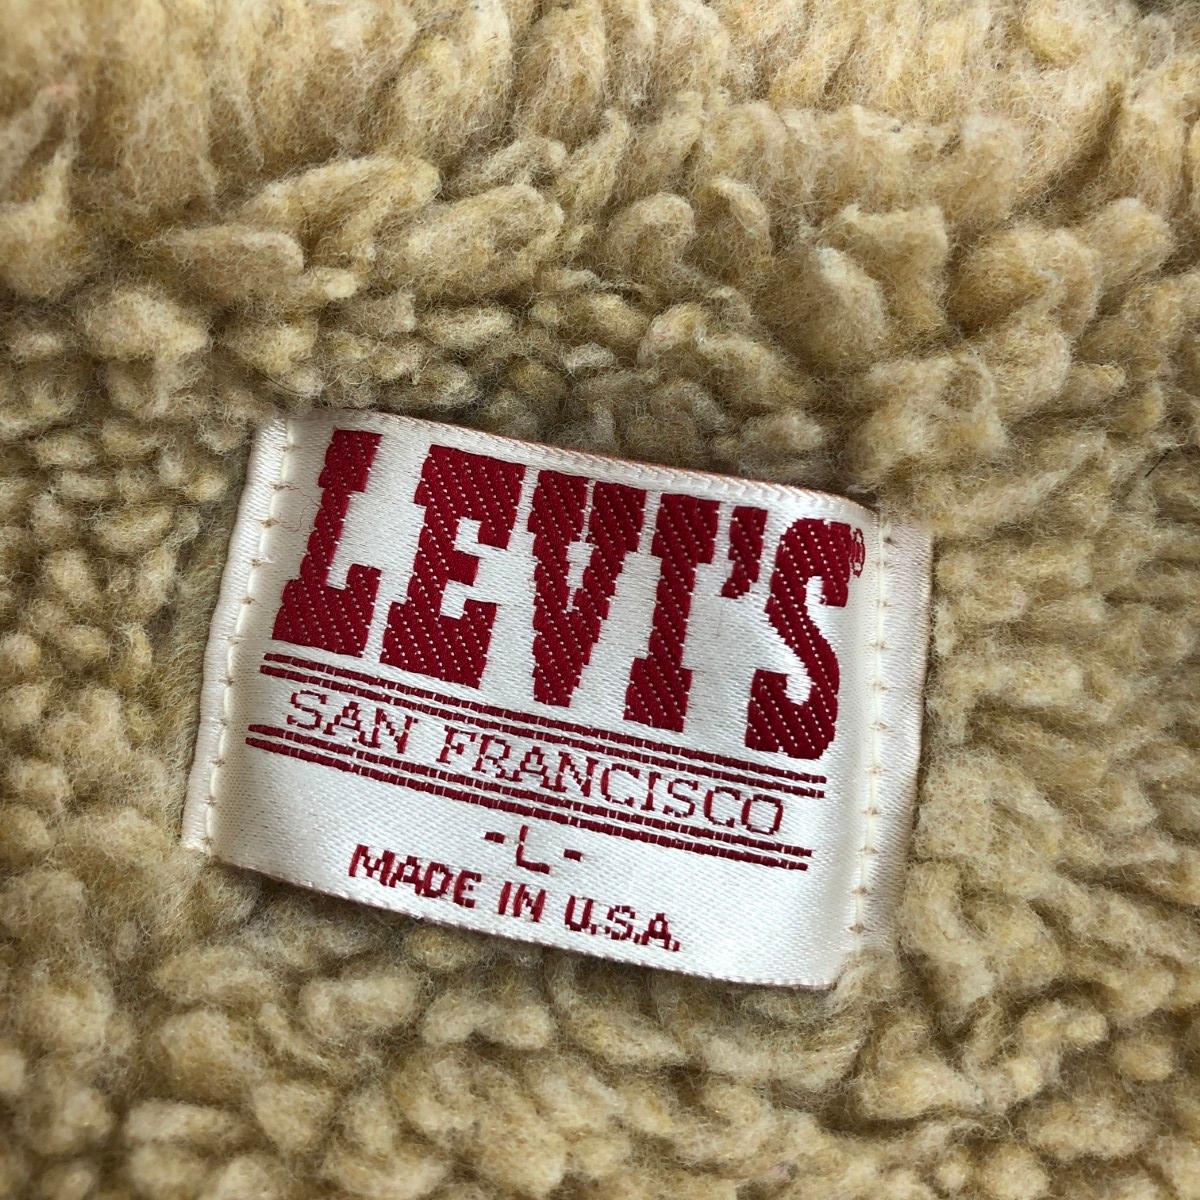 LEVI'S®
SAN FRANCISCO
-L-
MADE IN U.S.A.